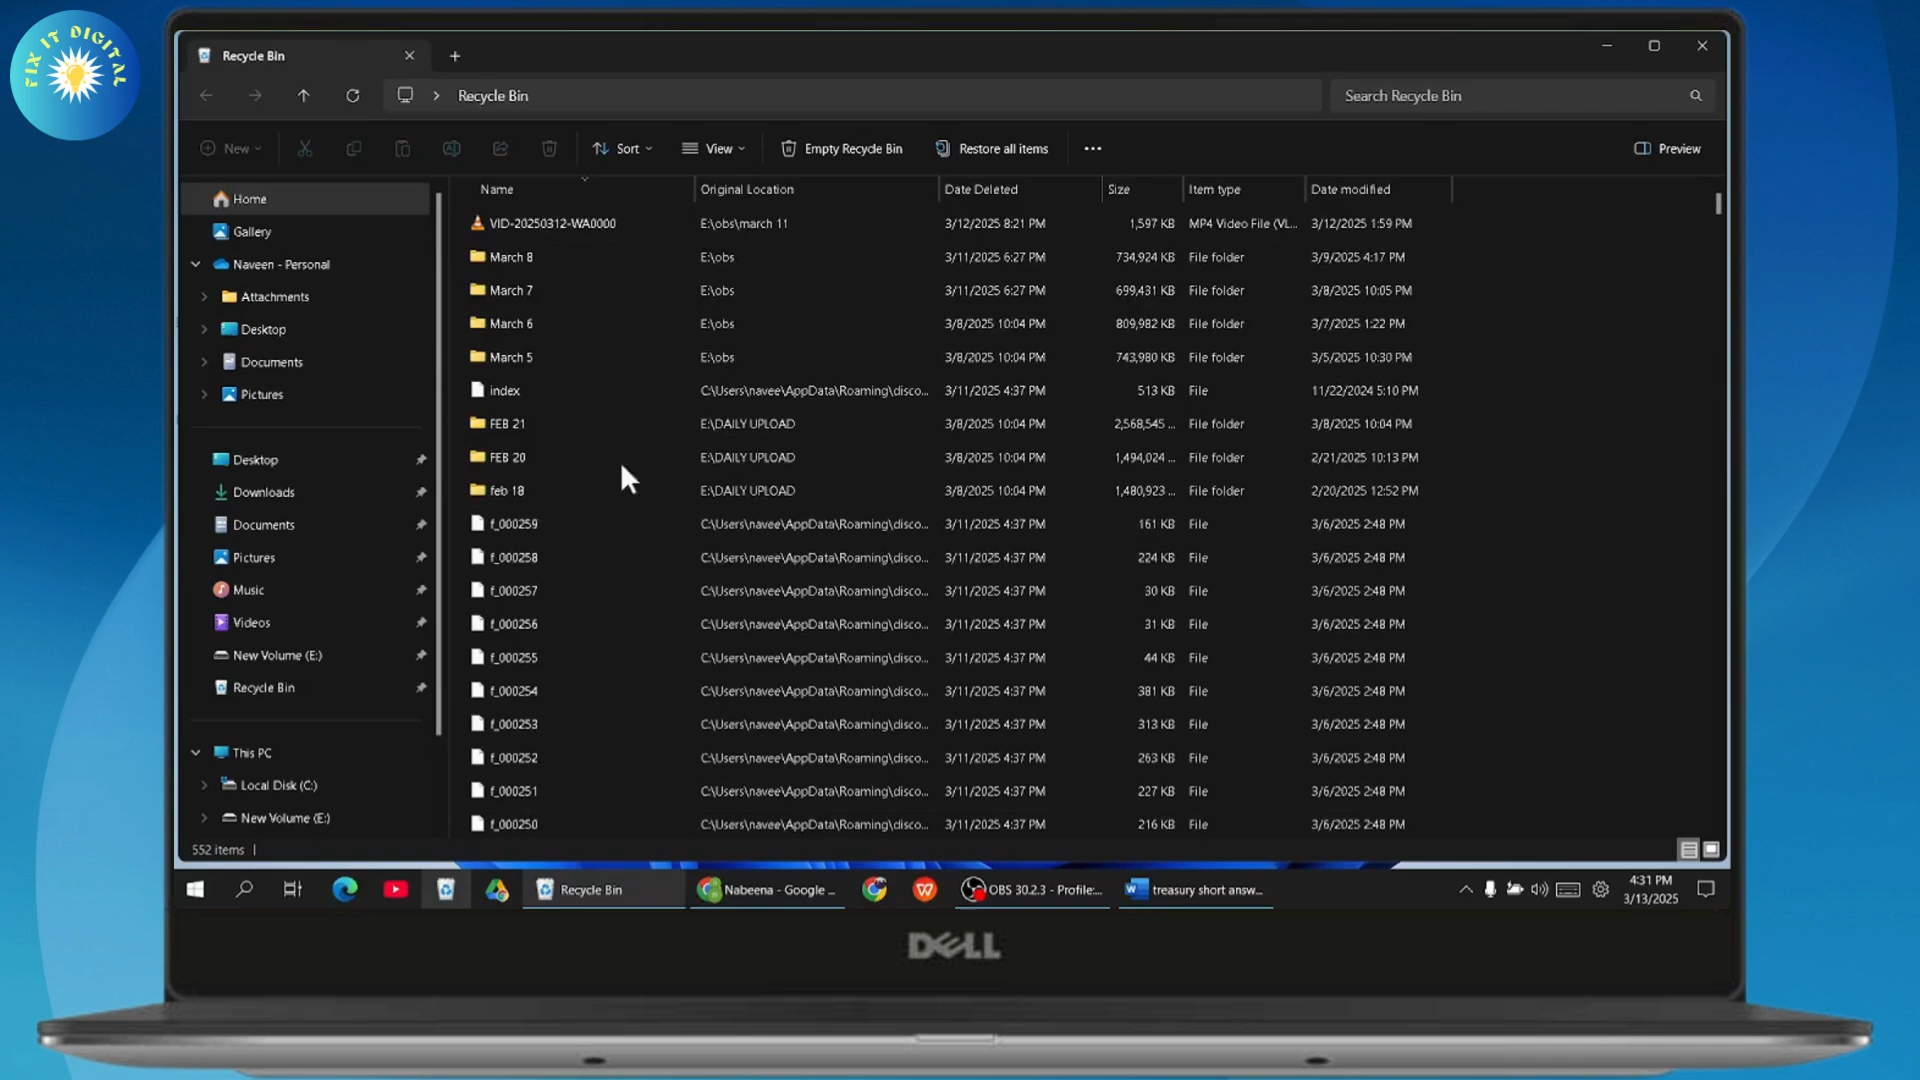 FIX IT DIGITAL
Recycle Bin
Recycle Bin
Search Recycle Bin
New
Sort
View
Empty Recycle Bin
Restore all items
Preview
Name Original Location Date Deleted Size Item type Date modified
VID-20250312-WA0000 E:\obs\march 11 3/12/2025 8:21 PM 1,597 KB MP4 Video File (VL... 3/12/2025 1:59 PM
March 8 E:\obs 3/11/2025 6:27 PM 734,924 KB File folder 3/9/2025 4:17 PM
March 7 E:\obs 3/11/2025 6:27 PM 699,431 KB File folder 3/8/2025 10:05 PM
March 6 E:\obs 3/8/2025 10:04 PM 809,982 KB File folder 3/7/2025 1:22 PM
March 5 E:\obs 3/8/2025 10:04 PM 743,980 KB File folder 3/5/2025 10:30 PM
index C:\Users\navee\AppData\Roaming\disco... 3/11/2025 4:37 PM 513 KB File 11/22/2024 5:10 PM
FEB 21 E:\DAILY UPLOAD 3/8/2025 10:04 PM 2,568,545 ... File folder 3/8/2025 10:04 PM
FEB 20 E:\DAILY UPLOAD 3/8/2025 10:04 PM 1,494,024 ... File folder 2/21/2025 10:13 PM
feb 18 E:\DAILY UPLOAD 3/8/2025 10:04 PM 1,480,923 ... File folder 2/20/2025 12:52 PM
f_000259 C:\Users\navee\AppData\Roaming\disco... 3/11/2025 4:37 PM 161 KB File 3/6/2025 2:48 PM
f_000258 C:\Users\navee\AppData\Roaming\disco... 3/11/2025 4:37 PM 224 KB File 3/6/2025 2:48 PM
f_000257 C:\Users\navee\AppData\Roaming\disco... 3/11/2025 4:37 PM 30 KB File 3/6/2025 2:48 PM
f_000256 C:\Users\navee\AppData\Roaming\disco... 3/11/2025 4:37 PM 31 KB File 3/6/2025 2:48 PM
f_000255 C:\Users\navee\AppData\Roaming\disco... 3/11/2025 4:37 PM 44 KB File 3/6/2025 2:48 PM
f_000254 C:\Users\navee\AppData\Roaming\disco... 3/11/2025 4:37 PM 381 KB File 3/6/2025 2:48 PM
f_000253 C:\Users\navee\AppData\Roaming\disco... 3/11/2025 4:37 PM 313 KB File 3/6/2025 2:48 PM
f_000252 C:\Users\navee\AppData\Roaming\disco... 3/11/2025 4:37 PM 263 KB File 3/6/2025 2:48 PM
f_000251 C:\Users\navee\AppData\Roaming\disco... 3/11/2025 4:37 PM 227 KB File 3/6/2025 2:48 PM
f_000250 C:\Users\navee\AppData\Roaming\disco... 3/11/2025 4:37 PM 216 KB File 3/6/2025 2:48 PM
Home
Gallery
Naveen - Personal
Attachments
Desktop
Documents
Pictures
Desktop
Downloads
Documents
Pictures
Music
Videos
New Volume (E:)
Recycle Bin
This PC
Local Disk (C:)
New Volume (E:)
552 items
Recycle Bin
Nabeena - Google ...
OBS 30.2.3 - Profile:...
treasury short answ...
4:31 PM
3/13/2025
DELL